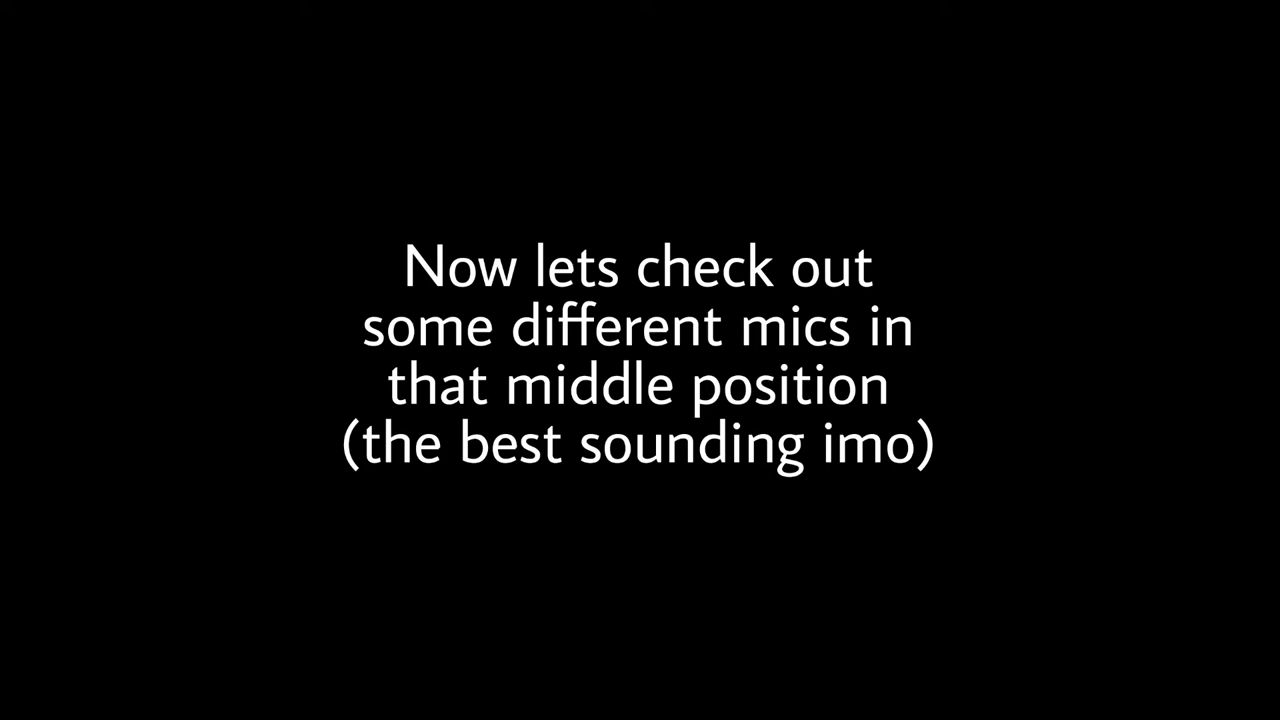 Now lets check out
some different mics in
that middle position
(the best sounding imo)